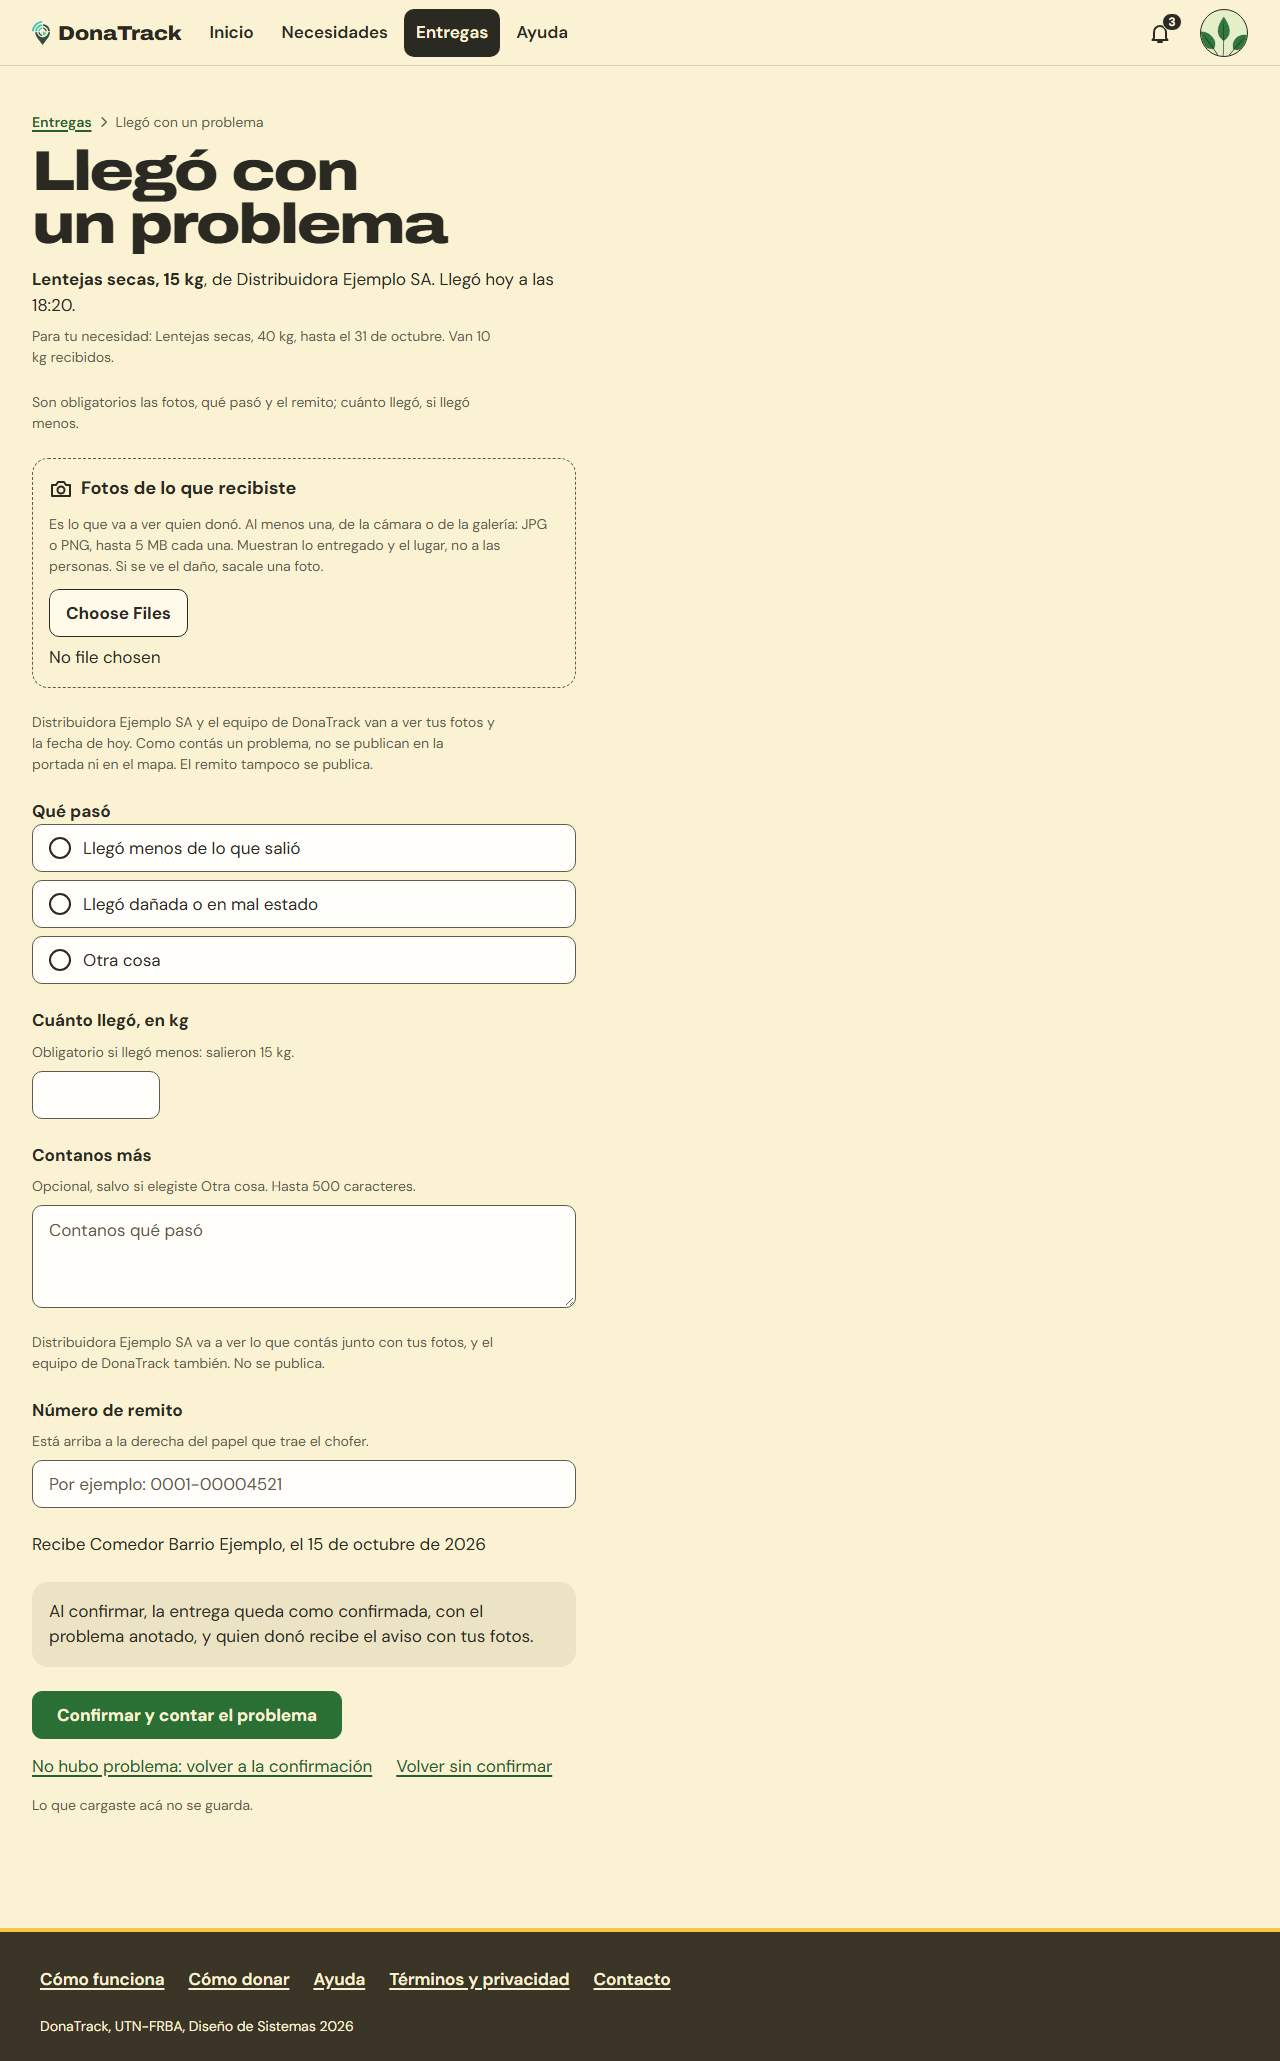 DonaTrack
Inicio
Necesidades
Entregas
Ayuda
3
Entregas > Llegó con un problema
Llegó con
un problema
Lentejas secas, 15 kg, de Distribuidora Ejemplo SA. Llegó hoy a las
18:20.
Para tu necesidad: Lentejas secas, 40 kg, hasta el 31 de octubre. Van 10
kg recibidos.
Son obligatorios las fotos, qué pasó y el remito; cuánto llegó, si llegó
menos.
Fotos de lo que recibiste
Es lo que va a ver quien donó. Al menos una, de la cámara o de la galería: JPG
o PNG, hasta 5 MB cada una. Muestran lo entregado y el lugar, no a las
personas. Si se ve el daño, sacale una foto.
Choose Files
No file chosen
Distribuidora Ejemplo SA y el equipo de DonaTrack van a ver tus fotos y
la fecha de hoy. Como contás un problema, no se publican en la
portada ni en el mapa. El remito tampoco se publica.
Qué pasó
Llegó menos de lo que salió
Llegó dañada o en mal estado
Otra cosa
Cuánto llegó, en kg
Obligatorio si llegó menos: salieron 15 kg.
Contanos más
Opcional, salvo si elegiste Otra cosa. Hasta 500 caracteres.
Contanos qué pasó
Distribuidora Ejemplo SA va a ver lo que contás junto con tus fotos, y el
equipo de DonaTrack también. No se publica.
Número de remito
Está arriba a la derecha del papel que trae el chofer.
Por ejemplo: 0001-00004521
Recibe Comedor Barrio Ejemplo, el 15 de octubre de 2026
Al confirmar, la entrega queda como confirmada, con el
problema anotado, y quien donó recibe el aviso con tus fotos.
Confirmar y contar el problema
No hubo problema: volver a la confirmación
Volver sin confirmar
Lo que cargaste acá no se guarda.
Cómo funciona
Cómo donar
Ayuda
Términos y privacidad
Contacto
DonaTrack, UTN-FRBA, Diseño de Sistemas 2026